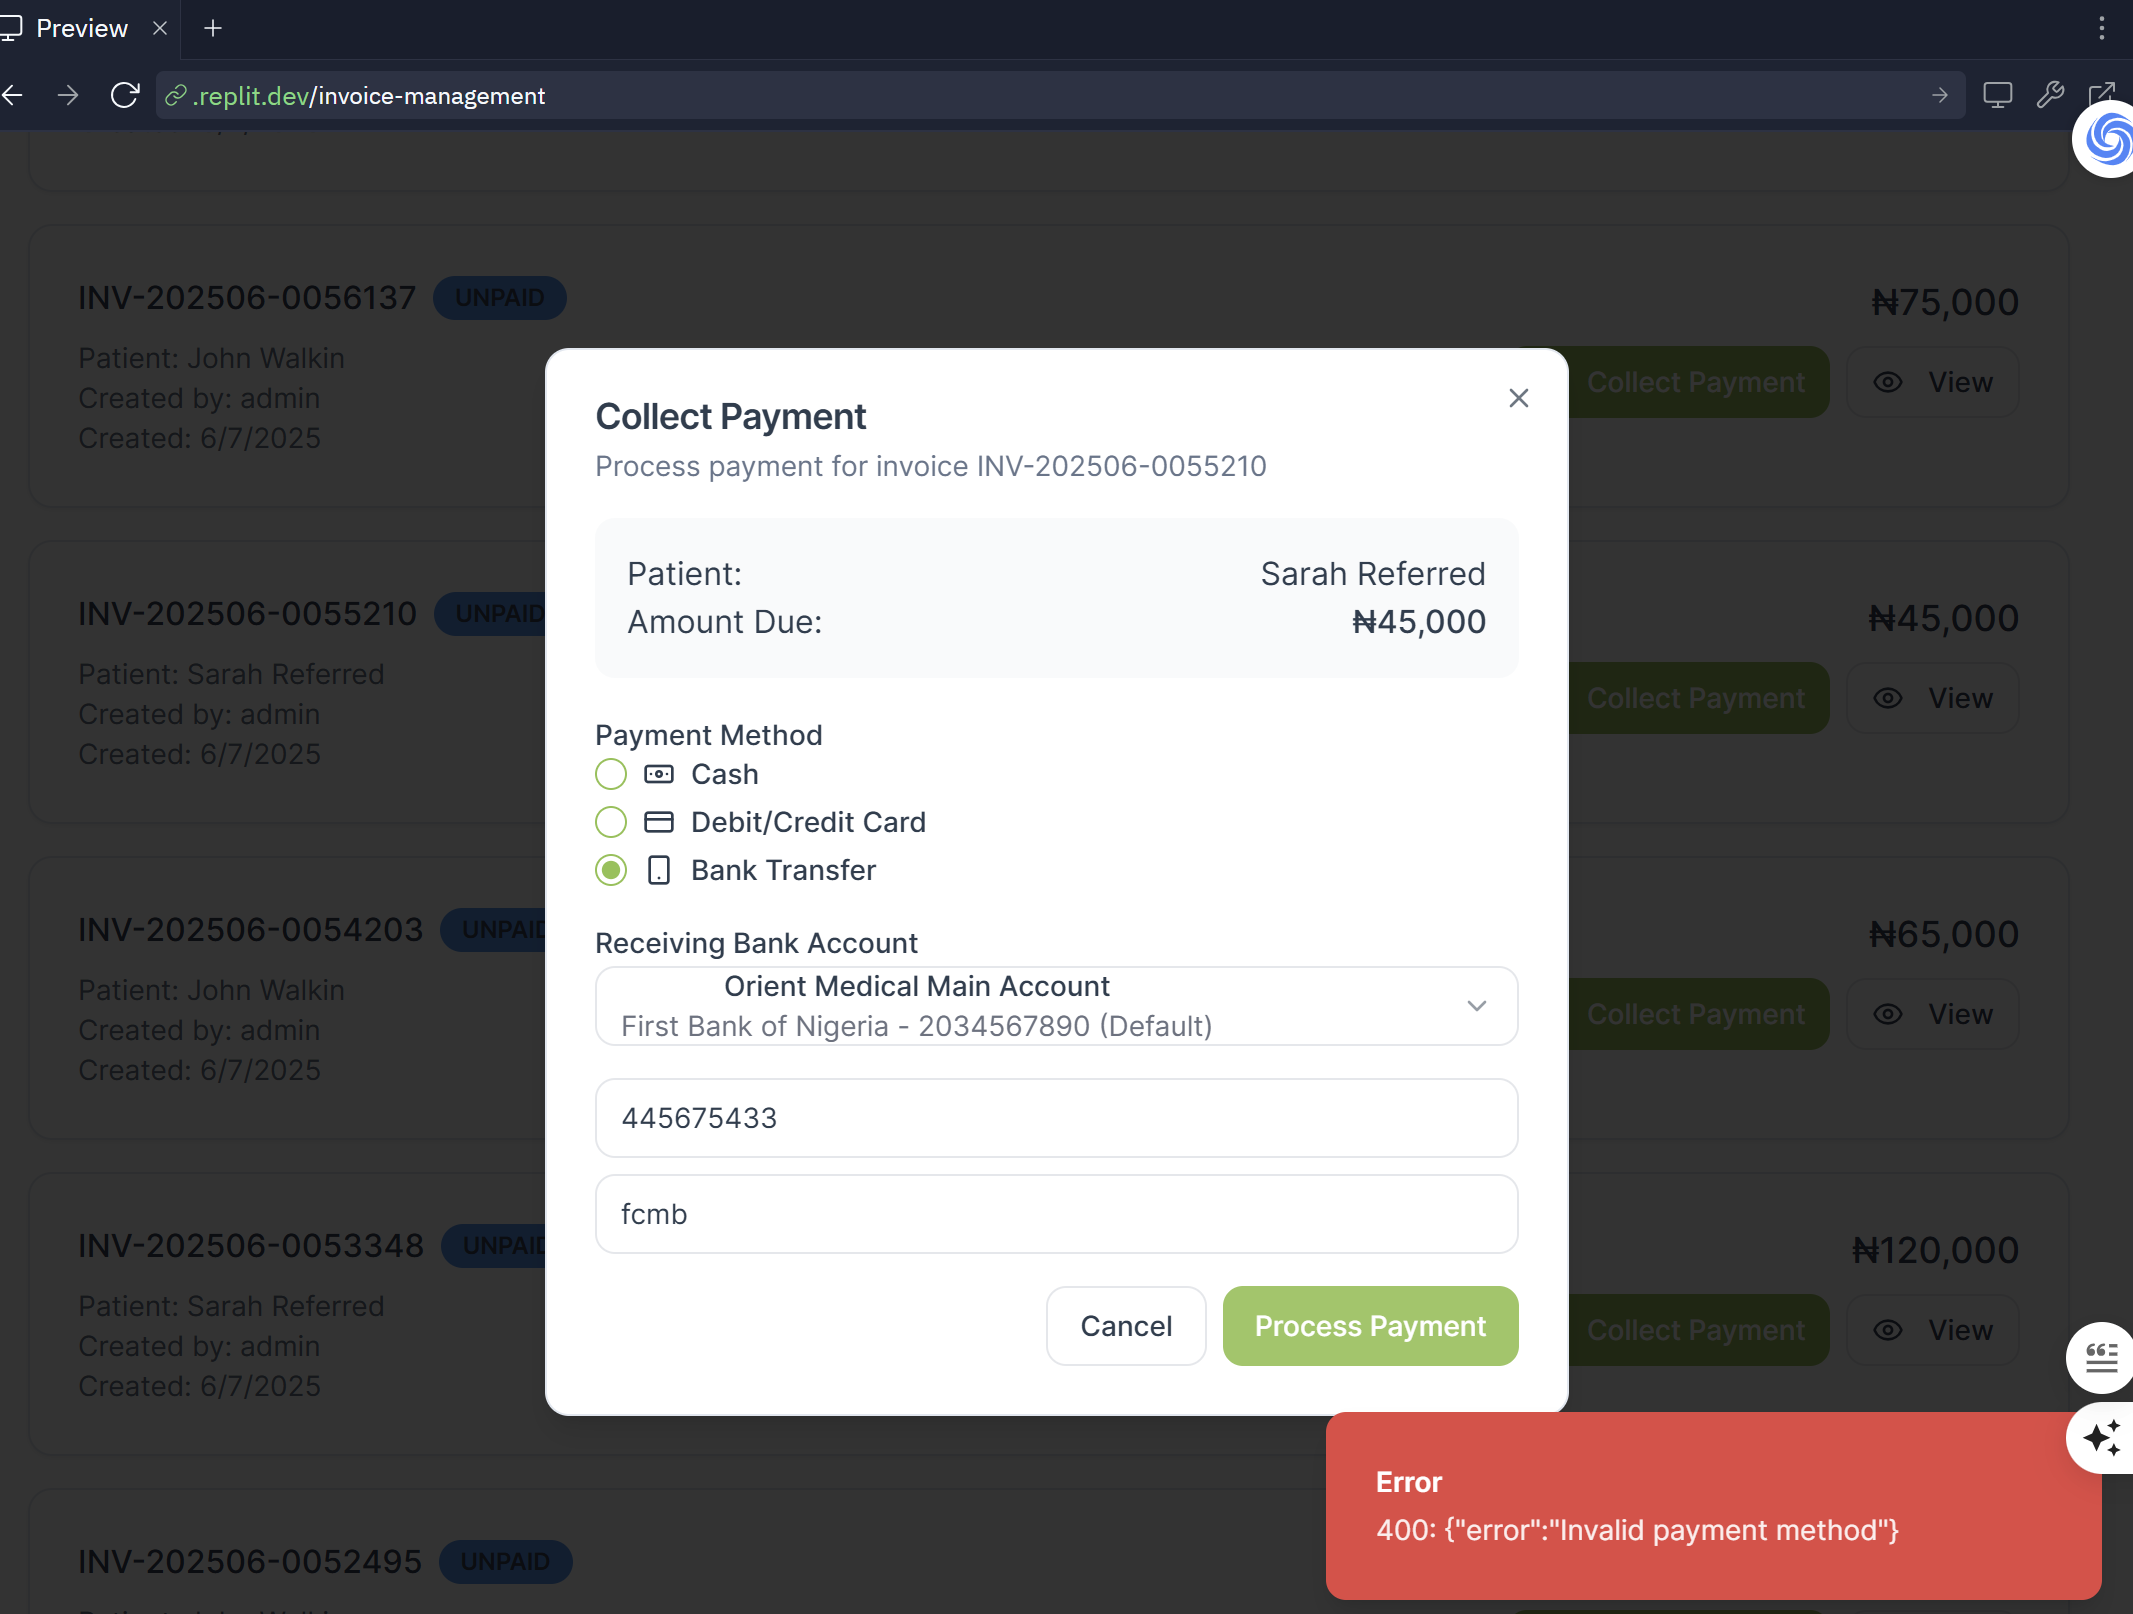 Preview
.replit.dev/invoice-management
INV-202506-0056137 UNPAID ₦75,000
Patient: John Walkin
Created by: admin
Created: 6/7/2025
Collect Payment View
INV-202506-0055210 UNPAID ₦45,000
Patient: Sarah Referred
Created by: admin
Created: 6/7/2025
Collect Payment View
INV-202506-0054203 UNPAID ₦65,000
Patient: John Walkin
Created by: admin
Created: 6/7/2025
Collect Payment View
INV-202506-0053348 UNPAID ₦120,000
Patient: Sarah Referred
Created by: admin
Created: 6/7/2025
Collect Payment View
INV-202506-0052495 UNPAID
Collect Payment
Process payment for invoice INV-202506-0055210
Patient: Sarah Referred
Amount Due: ₦45,000
Payment Method
Cash
Debit/Credit Card
Bank Transfer
Receiving Bank Account
Orient Medical Main Account
First Bank of Nigeria - 2034567890 (Default)
445675433
fcmb
Cancel Process Payment
Error
400: {"error":"Invalid payment method"}